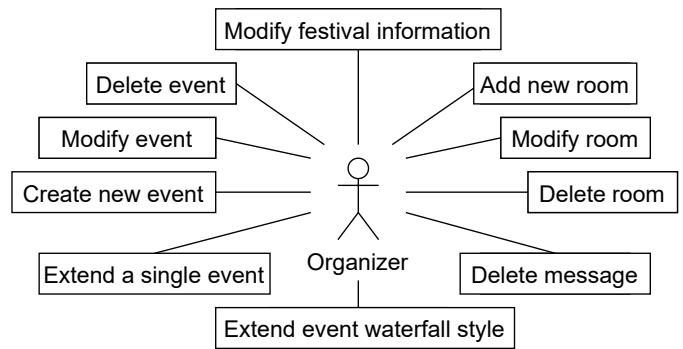 Modify festival information
Delete event
Add new room
Modify event
Modify room
Create new event
Delete room
Organizer
Extend a single event
Delete message
Extend event waterfall style